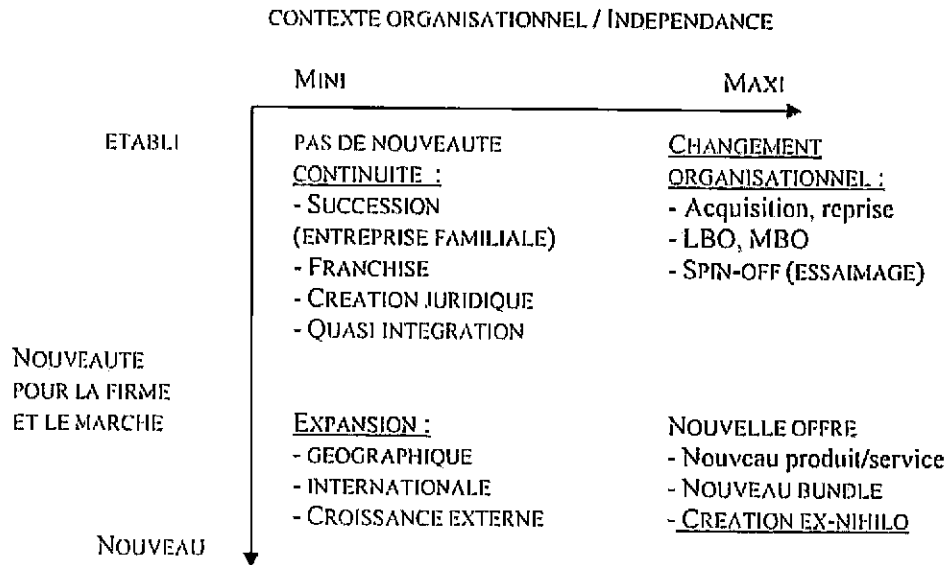 CONTEXTE ORGANISATIONNEL / INDEPENDANCE
MINI
MAXI
ETABLI
PAS DE NOUVEAUTE
CONTINUITE :
- SUCCESSION
(ENTREPRISE FAMILIALE)
- FRANCHISE
- CREATION JURIDIQUE
- QUASI INTEGRATION
CHANGEMENT
ORGANISATIONNEL :
- Acquisition, reprise
- LBO, MBO
- SPIN-OFF (ESSAIMAGE)
NOUVEAUTE
POUR LA FIRME
ET LE MARCHE
EXPANSION :
- GEOGRAPHIQUE
- INTERNATIONALE
- CROISSANCE EXTERNE
NOUVELLE OFFRE
- Nouveau produit/service
- NOUVEAU BUNDLE
- CREATION EX-NIHILO
NOUVEAU